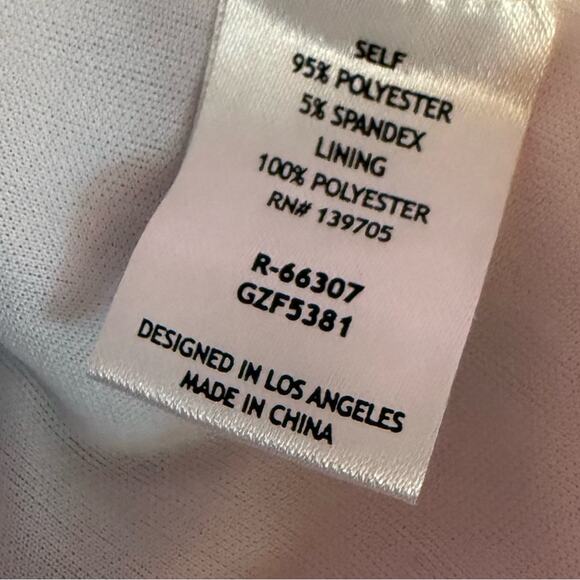 SELF
95% POLYESTER
5% SPANDEX
LINING
100% POLYESTER
RN# 139705
R-66307
GZF5381
DESIGNED IN LOS ANGELES
MADE IN CHINA